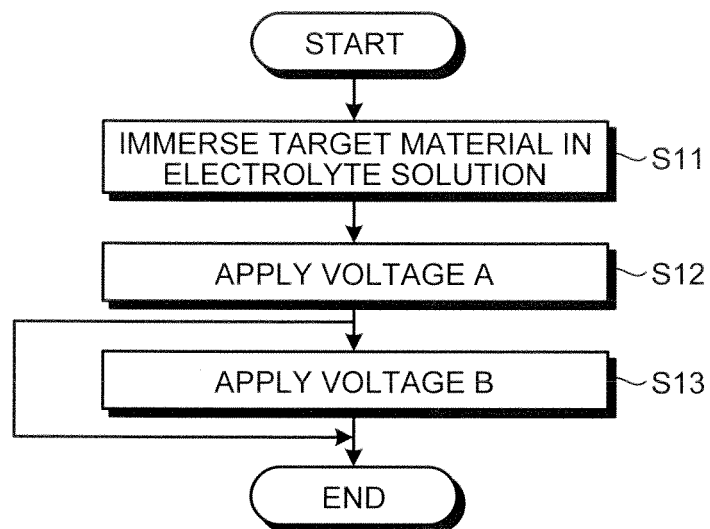 START
IMMERSE TARGET MATERIAL IN
ELECTROLYTE SOLUTION
S11
APPLY VOLTAGE A
S12
APPLY VOLTAGE B
S13
END